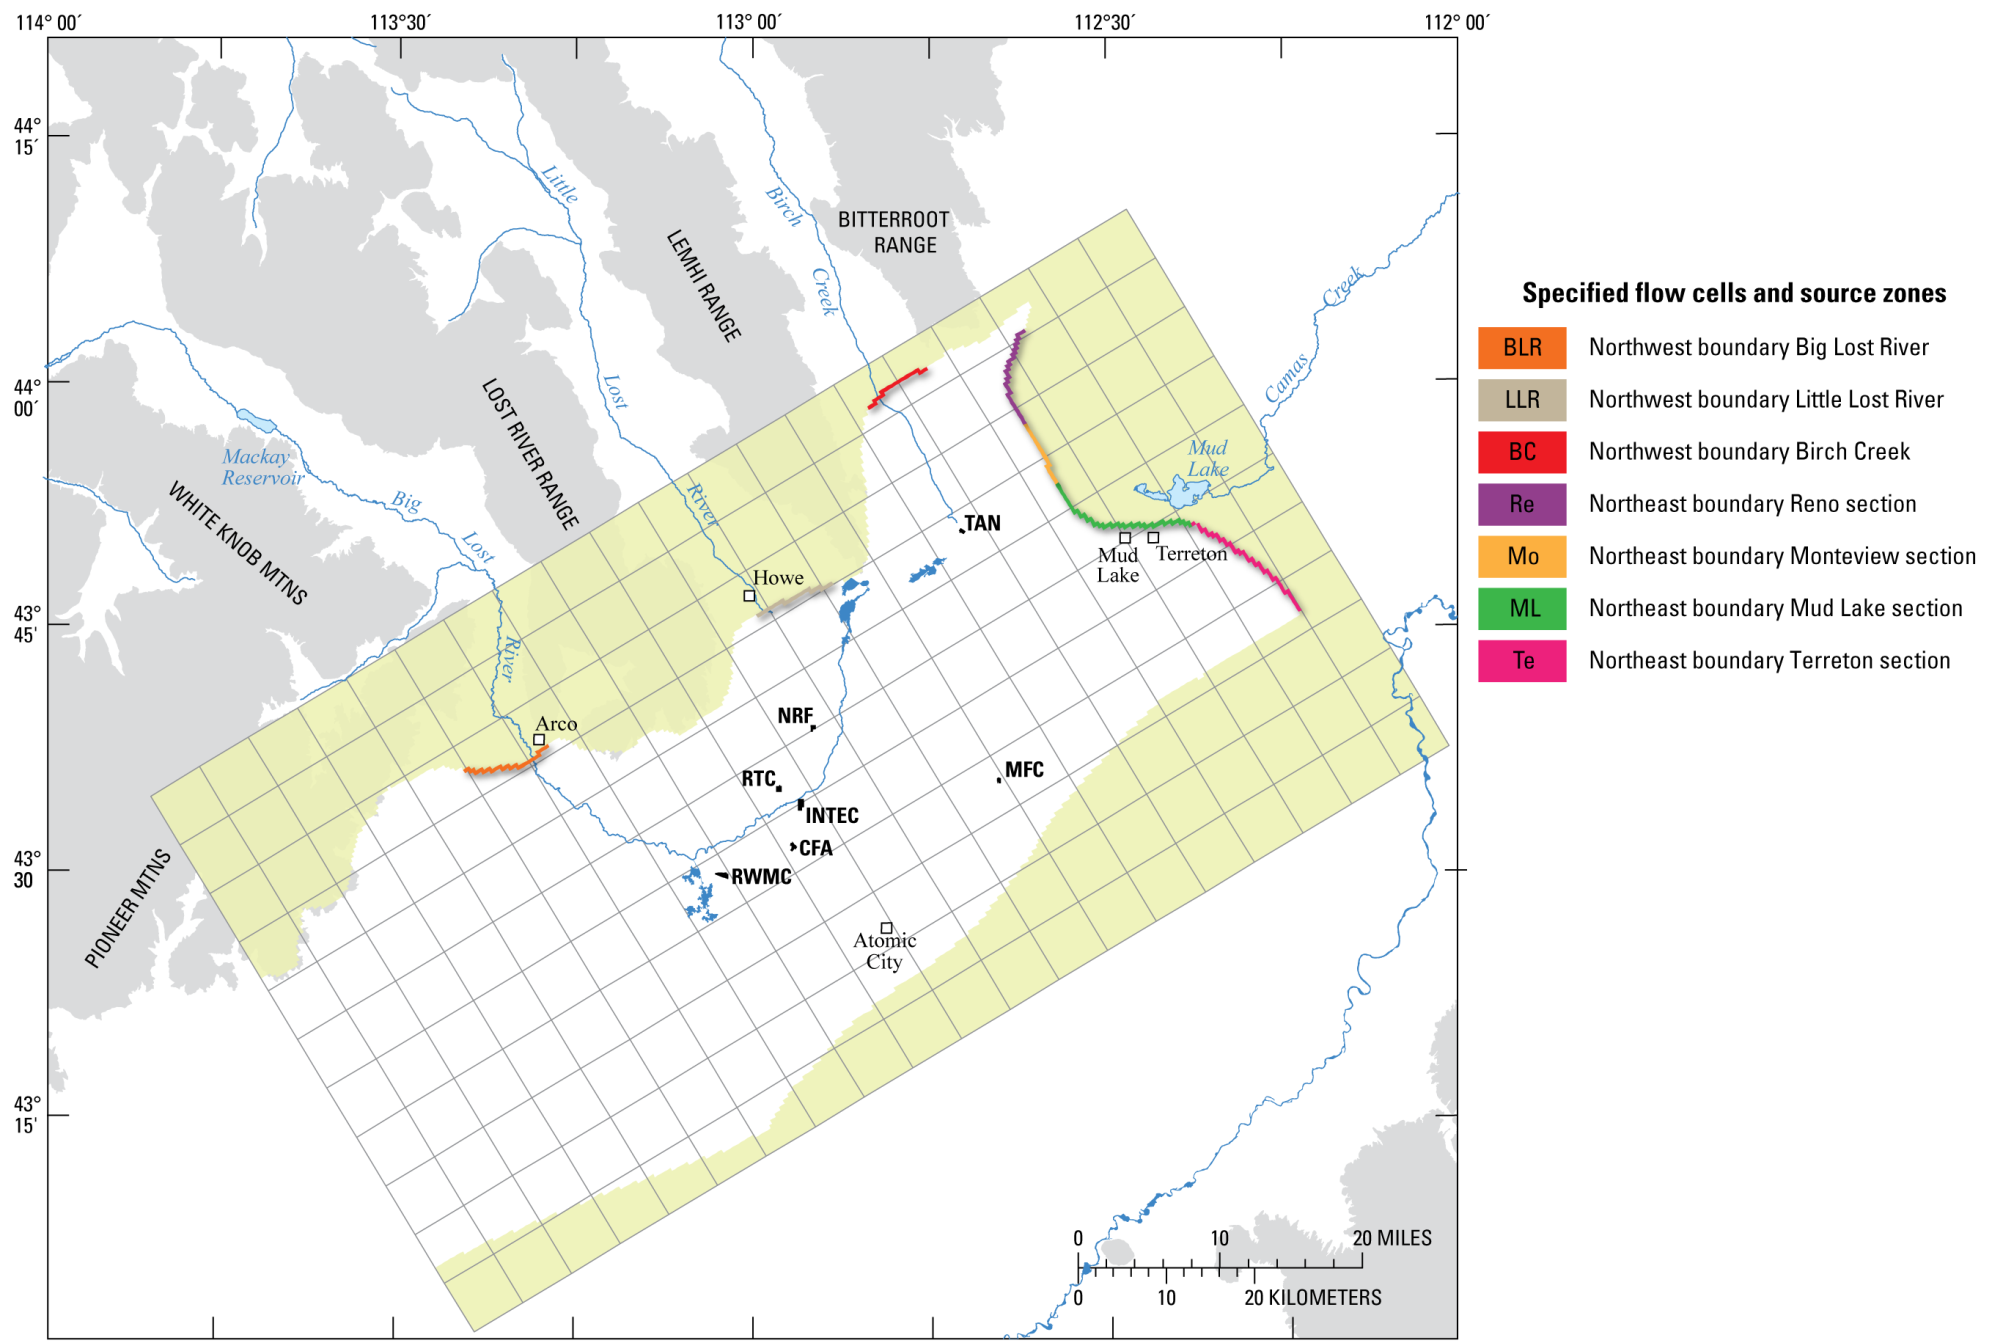 114° 00´
113°30´
113° 00´
112°30´
112° 00´
44°
15´
44°
00´
43°
45´
43°
30
43°
15'
Little
Lost
River
Birch
Creek
BITTERROOT
RANGE
LEMHI RANGE
LOST RIVER RANGE
Mackay
Reservoir
WHITE KNOB MTNS
Big
Lost
River
PIONEER MTNS
Camas
Creek
Mud
Lake
TAN
Mud
Lake
Terreton
Howe
Arco
NRF
RTC
INTEC
CFA
RWMC
MFC
Atomic
City
0
10
20 MILES
0
10
20 KILOMETERS
Specified flow cells and source zones
BLR Northwest boundary Big Lost River
LLR Northwest boundary Little Lost River
BC Northwest boundary Birch Creek
Re Northeast boundary Reno section
Mo Northeast boundary Monteview section
ML Northeast boundary Mud Lake section
Te Northeast boundary Terreton section